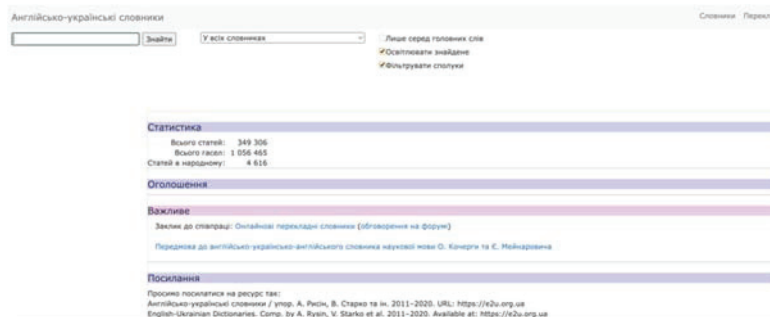 Англійсько-українські словники
Словники Перекл
Знайти У всіх словниках Лише серед головних слів
Освітлювати знайдене
Фільтрувати сполуки
Статистика
Всього статей: 349 306
Всього гасел: 1 056 465
Статей в народному: 4 616
Оголошення
Важливе
Заклик до співпраці: Онлайнові перекладні словники (обговорення на форумі)
Передмова до англійсько-українсько-англійського словника наукової мови О. Кочерги та Є. Мейнаровича
Посилання
Просимо посилатися на ресурс так:
Англійсько-українські словники / упор. А. Рисін, В. Старко та ін. 2011–2020. URL: https://e2u.org.ua
English-Ukrainian Dictionaries. Comp. by A. Rysin, V. Starko et al. 2011–2020. Available at: https://e2u.org.ua